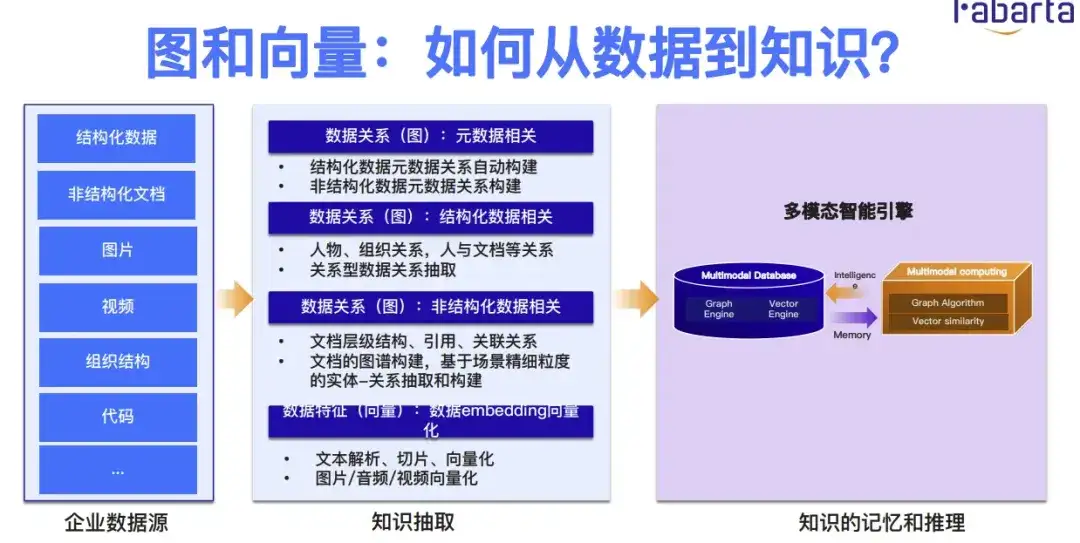 rabarta
图和向量：如何从数据到知识？
结构化数据
非结构化文档
图片
视频
组织结构
代码
...
企业数据源
数据关系（图）：元数据相关
• 结构化数据元数据关系自动构建
• 非结构化数据元数据关系构建
数据关系（图）：结构化数据相关
• 人物、组织关系，人与文档等关系
• 关系型数据关系抽取
数据关系（图）：非结构化数据相关
• 文档层级结构、引用、关联关系
• 文档的图谱构建，基于场景精细粒度
的实体-关系抽取和构建
数据特征（向量）：数据embedding向量
化
• 文本解析、切片、向量化
• 图片/音频/视频向量化
知识抽取
多模态智能引擎
Multimodal Database
Graph
Engine
Vector
Engine
Intelligenc
e
Memory
Multimodal computing
Graph Algorithm
Vector similarity
知识的记忆和推理